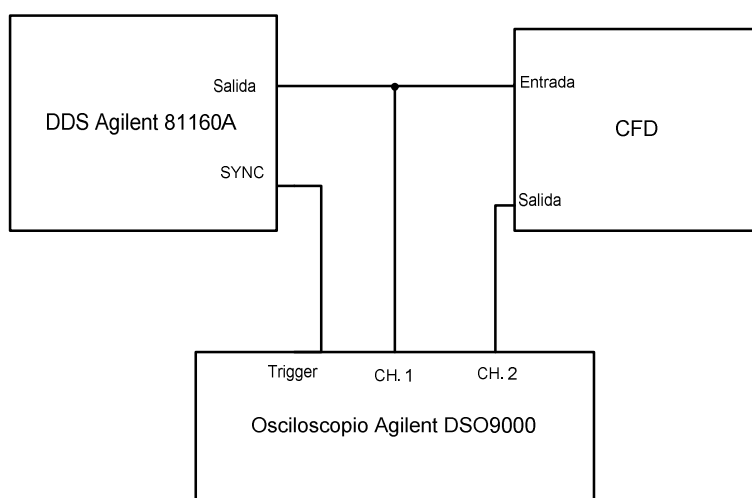 Salida
DDS Agilent 81160A
SYNC
Entrada
CFD
Salida
Trigger
CH. 1
CH. 2
Osciloscopio Agilent DSO9000